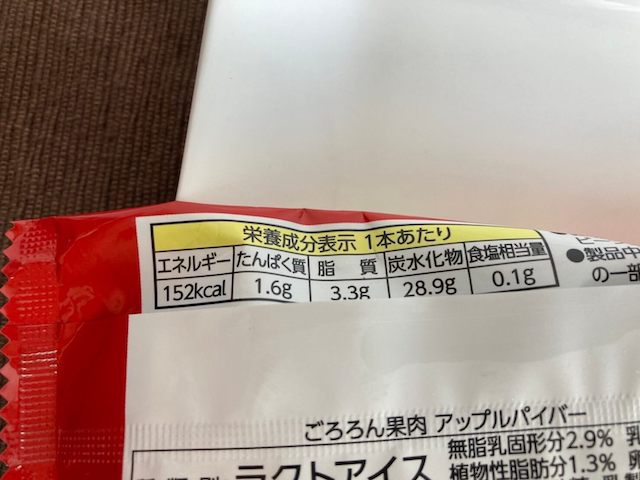 栄養成分表示 1本あたり
エネルギー たんぱく質 脂 質 炭水化物 食塩相当量
152kcal 1.6g 3.3g 28.9g 0.1g
●製品中
の一部
ごろろん果肉 アップルパイバー
ラクトアイス
無脂乳固形分2.9%
植物性脂肪分1.3%